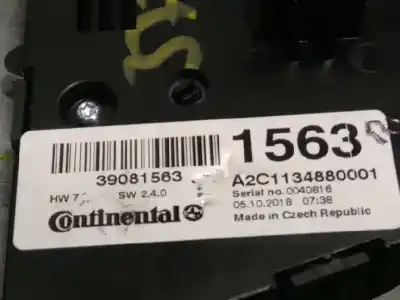 1563
39081563
A2C1134880001
HW 7 SW 2.4.0
Serial no. 0040816
05.10.2018 07:38
Continental
Made in Czech Republic